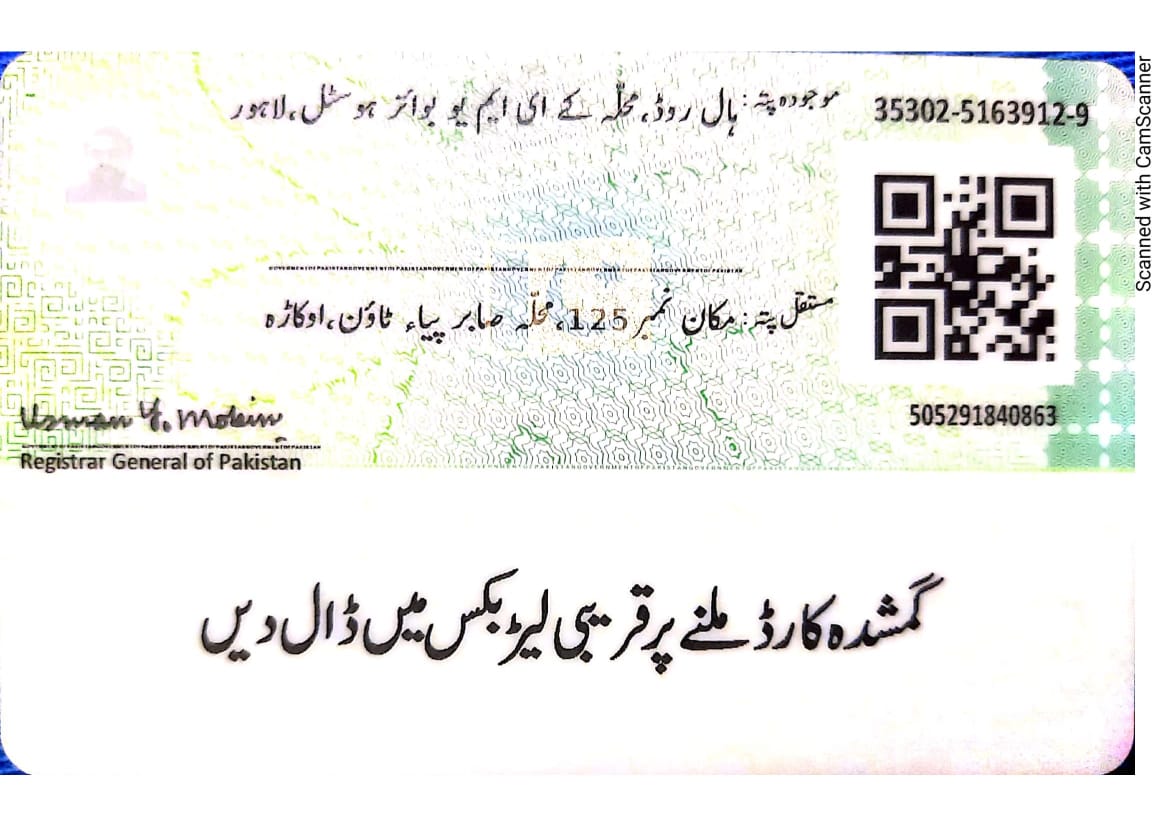 موجودہ پتہ: ہال روڈ، محلّہ کے ای ایم یو بوائز ہوسٹل، لاہور
35302-5163912-9
مستقل پتہ: مکان نمبر 125، محلّہ صابر پیاء ٹاؤن، اوکاڑہ
505291840863
Usman Y. Mobin
Registrar General of Pakistan
گمشدہ کارڈ ملنے پر قریبی لیٹر بکس میں ڈال دیں
Scanned with CamScanner